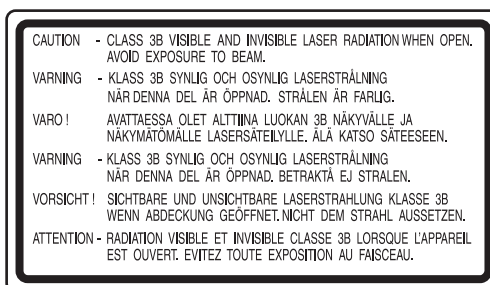 CAUTION - CLASS 3B VISIBLE AND INVISIBLE LASER RADIATION WHEN OPEN.
AVOID EXPOSURE TO BEAM.
VARNING - KLASS 3B SYNLIG OCH OSYNLIG LASERSTRÅLNING
NÄR DENNA DEL ÄR ÖPPNAD. STRÅLEN ÄR FARLIG.
VARO ! AVATTAESSA OLET ALTTIINA LUOKAN 3B NÄKYVÄLLE JA
NÄKYMÄTÖMÄLLE LASERSÄTEILYLLE. ÄLÄ KATSO SÄTEESEEN.
VARNING - KLASS 3B SYNLIG OCH OSYNLIG LASERSTRÅLNING
NÄR DENNA DEL ÄR ÖPPNAD. BETRAKTÅ EJ STRALEN.
VORSICHT ! SICHTBARE UND UNSICHTBARE LASERSTRAHLUNG KLASSE 3B
WENN ABDECKUNG GEÖFFNET. NICHT DEM STRAHL AUSSETZEN.
ATTENTION - RADIATION VISIBLE ET INVISIBLE CLASSE 3B LORSQUE L'APPAREIL
EST OUVERT. EVITEZ TOUTE EXPOSITION AU FAISCEAU.